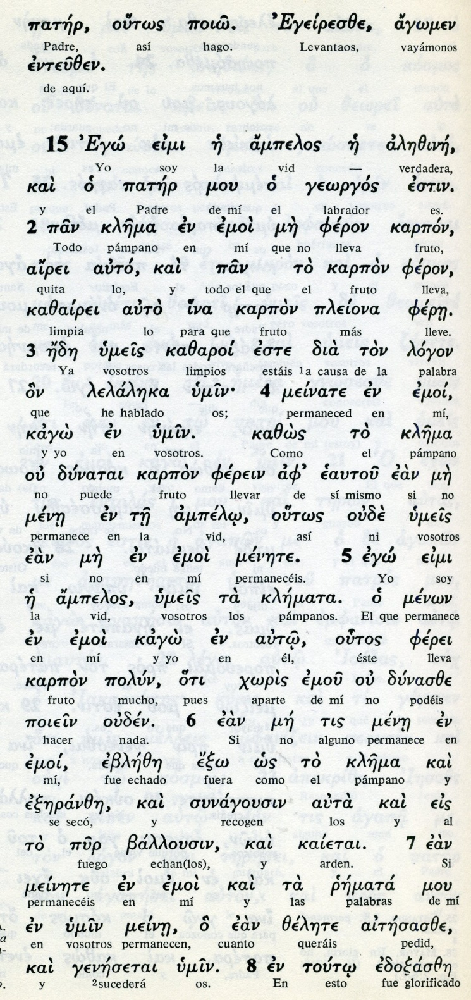 πατήρ, οὕτως ποιῶ. Ἐγείρεσθε, ἄγωμεν
Padre, así hago. Levantaos, vayámonos
ἐντεῦθεν.
de aquí.
15 Ἐγώ εἰμι ἡ ἄμπελος ἡ ἀληθινή,
Yo soy la vid — verdadera,
καὶ ὁ πατήρ μου ὁ γεωργός ἐστιν.
y el Padre de mí el labrador es.
2 πᾶν κλῆμα ἐν ἐμοὶ μὴ φέρον καρπόν,
Todo pámpano en mí que no lleva fruto,
αἴρει αὐτό, καὶ πᾶν τὸ καρπὸν φέρον,
quita lo, y todo el que el fruto lleva,
καθαίρει αὐτὸ ἵνα καρπὸν πλείονα φέρῃ.
limpia lo para que fruto más lleve.
3 ἤδη ὑμεῖς καθαροί ἐστε διὰ τὸν λόγον
Ya vosotros limpios estáis ¹a causa de la palabra
ὃν λελάληκα ὑμῖν· 4 μείνατε ἐν ἐμοί,
que he hablado os; permaneced en mí,
κἀγὼ ἐν ὑμῖν. καθὼς τὸ κλῆμα
y yo en vosotros. Como el pámpano
οὐ δύναται καρπὸν φέρειν ἀφ’ ἑαυτοῦ ἐὰν μὴ
no puede fruto llevar de sí mismo si no
μένῃ ἐν τῇ ἀμπέλῳ, οὕτως οὐδὲ ὑμεῖς
permanece en la vid, así ni vosotros
ἐὰν μὴ ἐν ἐμοὶ μένητε. 5 ἐγώ εἰμι
si no en mí permanecéis. Yo soy
ἡ ἄμπελος, ὑμεῖς τὰ κλήματα. ὁ μένων
la vid, vosotros los pámpanos. El que permanece
ἐν ἐμοὶ κἀγὼ ἐν αὐτῷ, οὗτος φέρει
en mí y yo en él, éste lleva
καρπὸν πολύν, ὅτι χωρὶς ἐμοῦ οὐ δύνασθε
fruto mucho, pues aparte de mí no podéis
ποιεῖν οὐδέν. 6 ἐὰν μή τις μένῃ ἐν
hacer nada. Si no alguno permanece en
ἐμοί, ἐβλήθη ἔξω ὡς τὸ κλῆμα καὶ
mí, fue echado fuera como el pámpano y
ἐξηράνθη, καὶ συνάγουσιν αὐτὰ καὶ εἰς
se secó, y recogen los y al
τὸ πῦρ βάλλουσιν, καὶ καίεται. 7 ἐὰν
fuego echan(los), y arden. Si
μείνητε ἐν ἐμοὶ καὶ τὰ ῥήματά μου
permanecéis en mí y las palabras de mí
ἐν ὑμῖν μείνῃ, ὃ ἐὰν θέλητε αἰτήσασθε,
en vosotros permanecen, cuanto queráis pedid,
καὶ γενήσεται ὑμῖν. 8 ἐν τούτῳ ἐδοξάσθη
y ²sucederá os. En esto fue glorificado